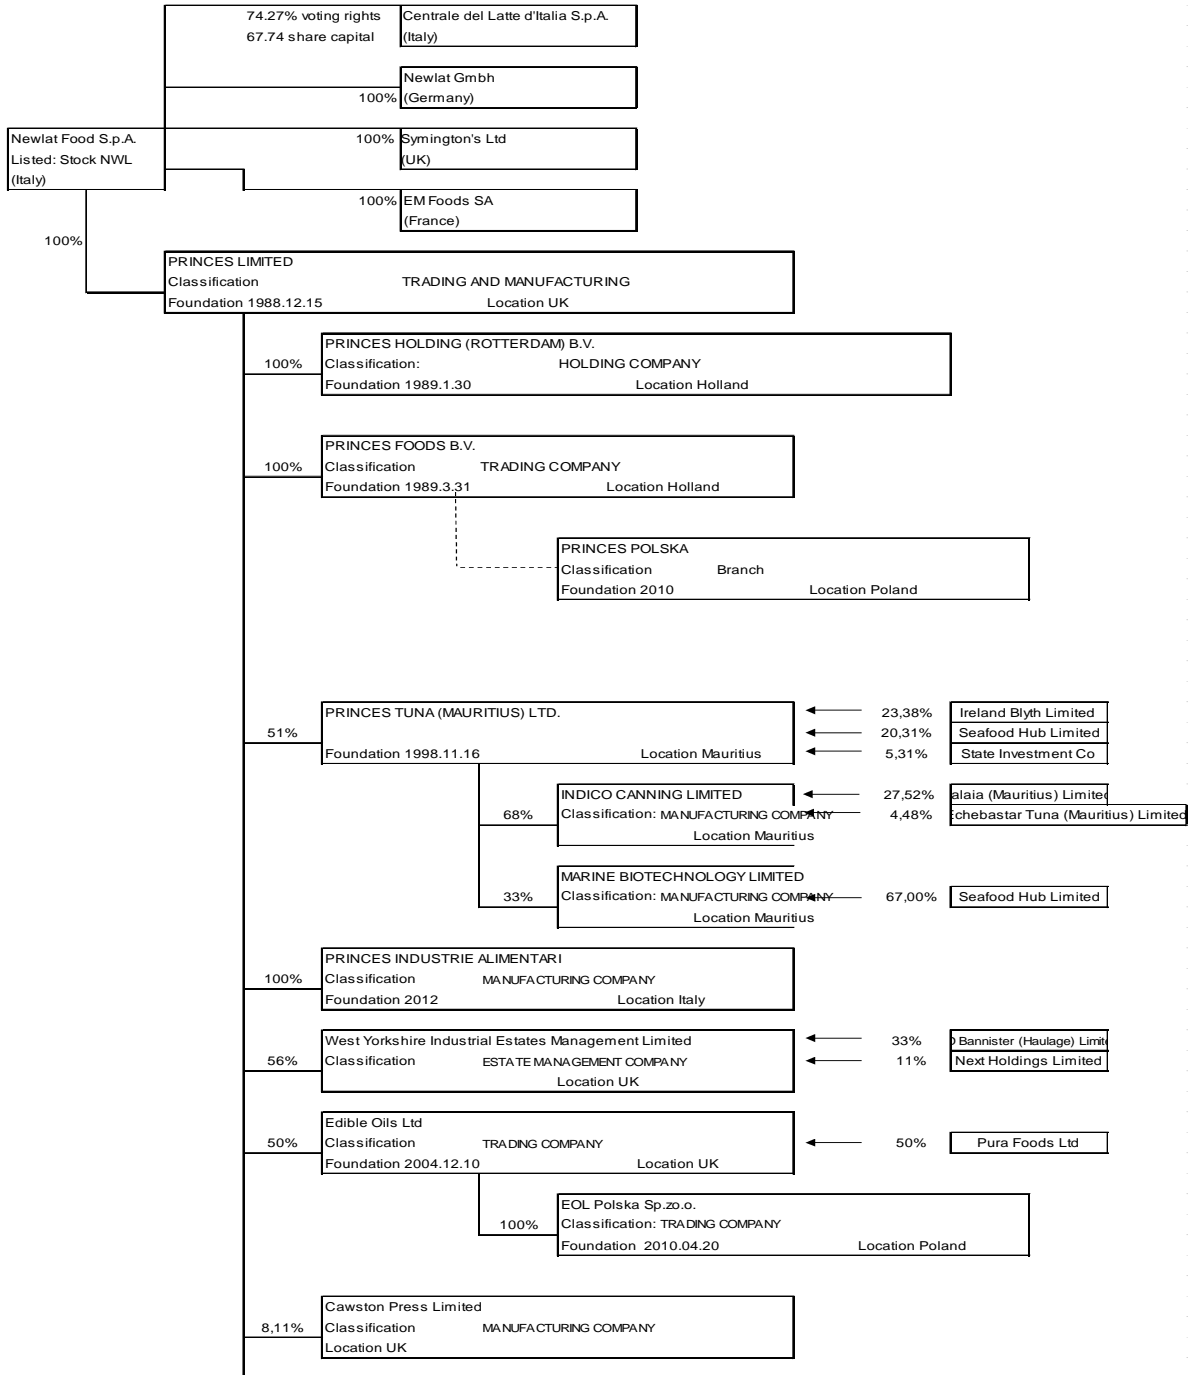 74.27% voting rights Centrale del Latte d'Italia S.p.A.
67.74 share capital (Italy)
Newlat Gmbh
100% (Germany)
Newlat Food S.p.A.
Listed: Stock NWL
(Italy)
100% Symington's Ltd
(UK)
100% EM Foods SA
(France)
100%
PRINCES LIMITED
Classification TRADING AND MANUFACTURING
Foundation 1988.12.15 Location UK
PRINCES HOLDING (ROTTERDAM) B.V.
100% Classification: HOLDING COMPANY
Foundation 1989.1.30 Location Holland
PRINCES FOODS B.V.
100% Classification TRADING COMPANY
Foundation 1989.3.31 Location Holland
PRINCES POLSKA
Classification Branch
Foundation 2010 Location Poland
PRINCES TUNA (MAURITIUS) LTD. 23,38% Ireland Blyth Limited
51% 20,31% Seafood Hub Limited
Foundation 1998.11.16 Location Mauritius 5,31% State Investment Co
INDICO CANNING LIMITED 27,52% alaia (Mauritius) Limited
68% Classification: MANUFACTURING COMPANY 4,48% Echebastar Tuna (Mauritius) Limited
Location Mauritius
MARINE BIOTECHNOLOGY LIMITED
33% Classification: MANUFACTURING COMPANY 67,00% Seafood Hub Limited
Location Mauritius
PRINCES INDUSTRIE ALIMENTARI
100% Classification MANUFACTURING COMPANY
Foundation 2012 Location Italy
West Yorkshire Industrial Estates Management Limited 33% Bannister (Haulage) Limite
56% Classification ESTATE MANAGEMENT COMPANY 11% Next Holdings Limited
Location UK
Edible Oils Ltd
50% Classification TRADING COMPANY 50% Pura Foods Ltd
Foundation 2004.12.10 Location UK
EOL Polska Sp.zo.o.
100% Classification: TRADING COMPANY
Foundation 2010.04.20 Location Poland
Cawston Press Limited
8,11% Classification MANUFACTURING COMPANY
Location UK